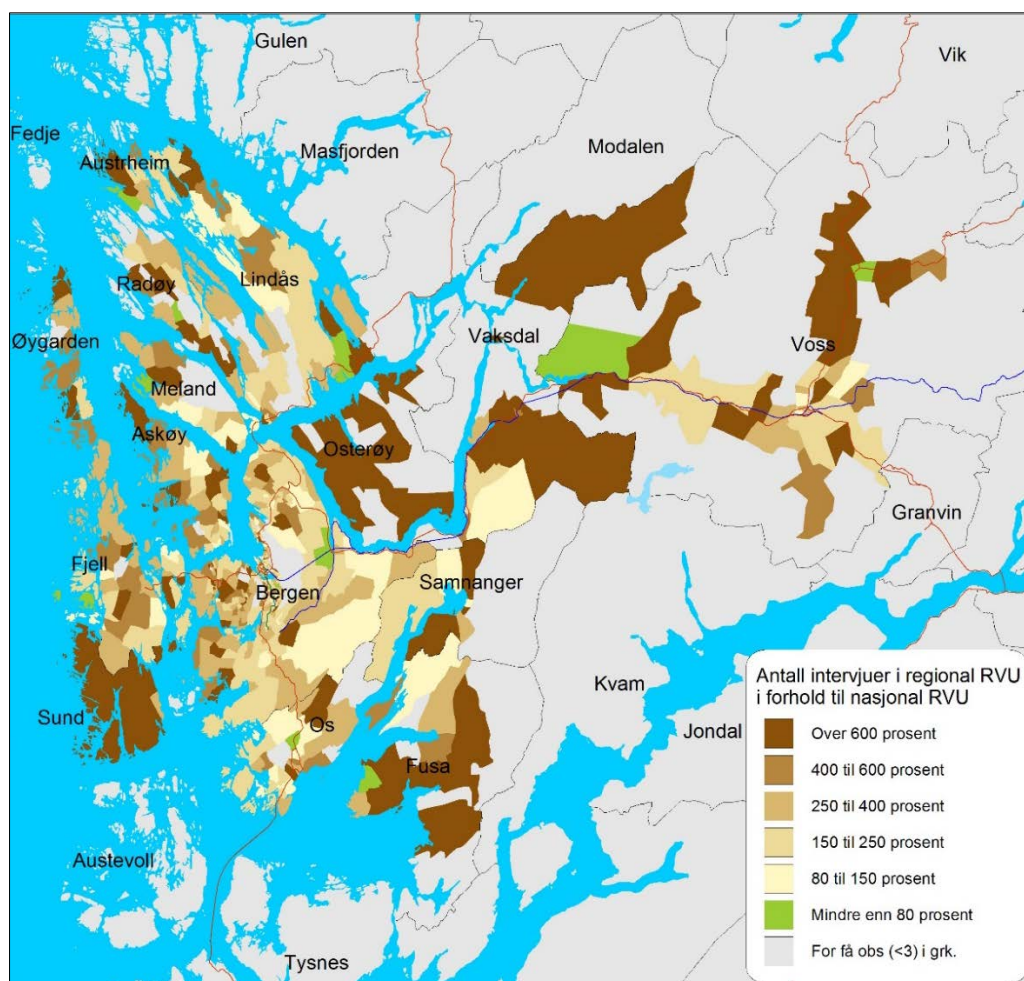 Gulen
Vik
Fedje
Masfjorden
Modalen
Austrheim
Radøy
Lindås
Øygarden
Vaksdal
Voss
Meland
Askøy
Osterøy
Granvin
Fjell
Bergen
Samnanger
Kvam
Sund
Os
Jondal
Fusa
Austevoll
Tysnes
Antall intervjuer i regional RVU
i forhold til nasjonal RVU
Over 600 prosent
400 til 600 prosent
250 til 400 prosent
150 til 250 prosent
80 til 150 prosent
Mindre enn 80 prosent
For få obs (<3) i grk.